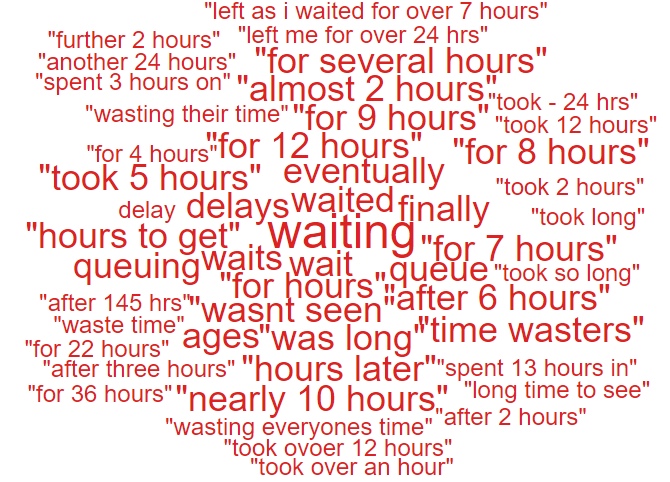 "left as i waited for over 7 hours"
"further 2 hours" "left me for over 24 hrs"
"another 24 hours" "for several hours"
"spent 3 hours on" "almost 2 hours"
"took - 24 hrs"
"wasting their time" "for 9 hours" "took 12 hours"
"for 4 hours" "for 12 hours" "for 8 hours"
"took 5 hours" eventually "took 2 hours"
delay delays waited finally "took long"
"hours to get" waiting "for 7 hours"
queuing waits wait queue "took so long"
"for hours"
"after 145 hrs" "wasnt seen" "after 6 hours"
"waste time" ages "was long" "time wasters"
"for 22 hours"
"after three hours" "hours later" "spent 13 hours in"
"for 36 hours" "nearly 10 hours" "long time to see"
"after 2 hours"
"wasting everyones time"
"took ovoer 12 hours"
"took over an hour"